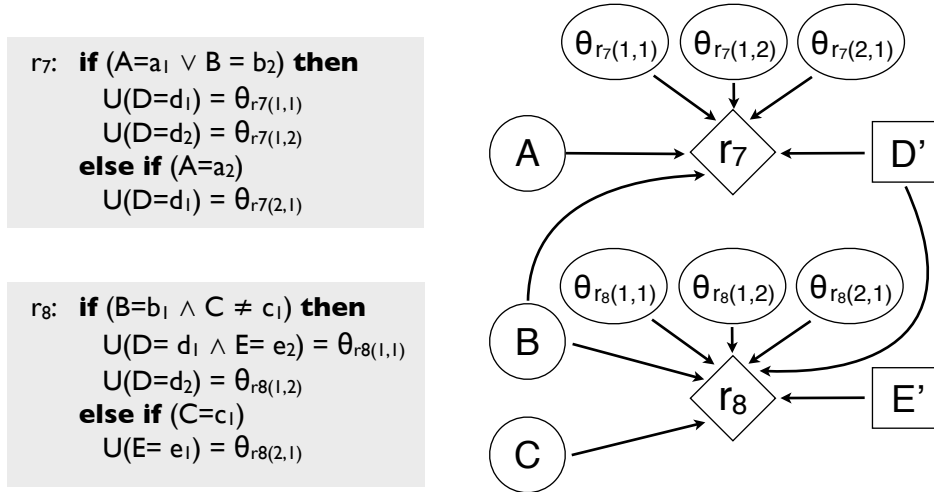 r₇: if (A=a₁ ∨ B = b₂) then
U(D=d₁) = θr₇(1,1)
U(D=d₂) = θr₇(1,2)
else if (A=a₂)
U(D=d₁) = θr₇(2,1)
r₈: if (B=b₁ ∧ C ≠ c₁) then
U(D= d₁ ∧ E= e₂) = θr₈(1,1)
U(D=d₂) = θr₈(1,2)
else if (C=c₁)
U(E= e₁) = θr₈(2,1)
θr₇(1,1) θr₇(1,2) θr₇(2,1)
A r₇ D'
θr₈(1,1) θr₈(1,2) θr₈(2,1)
B
r₈ E'
C